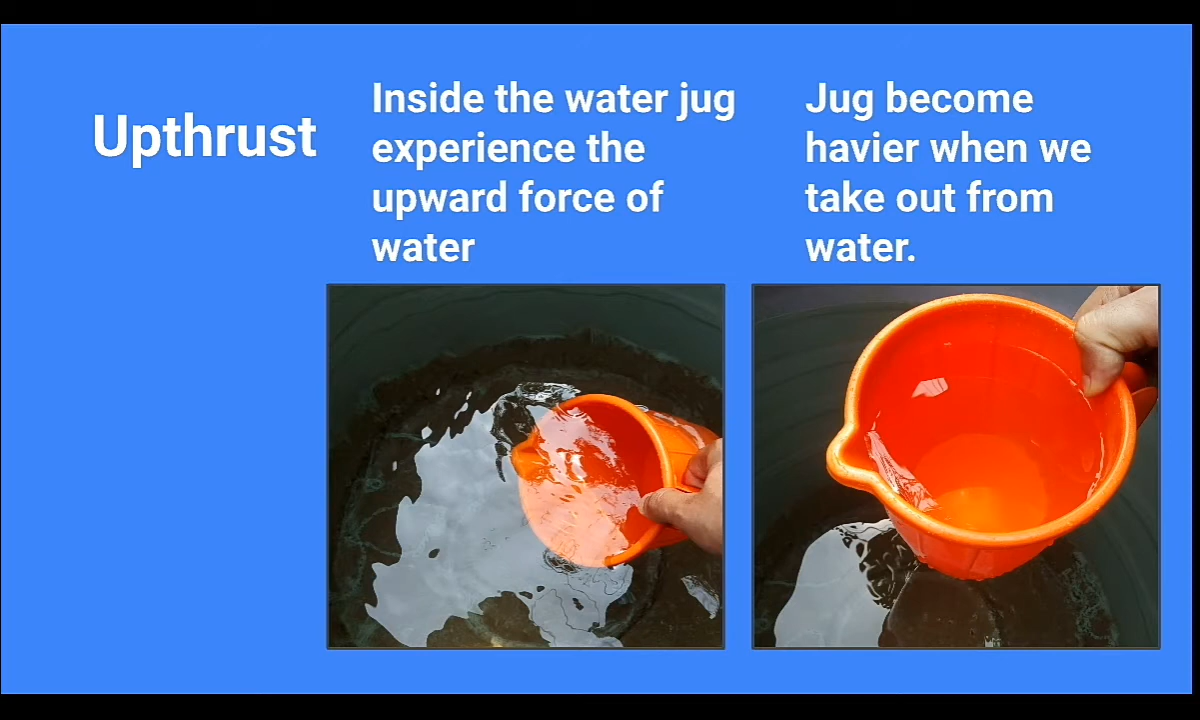 Upthrust
Inside the water jug
experience the
upward force of
water
Jug become
havier when we
take out from
water.